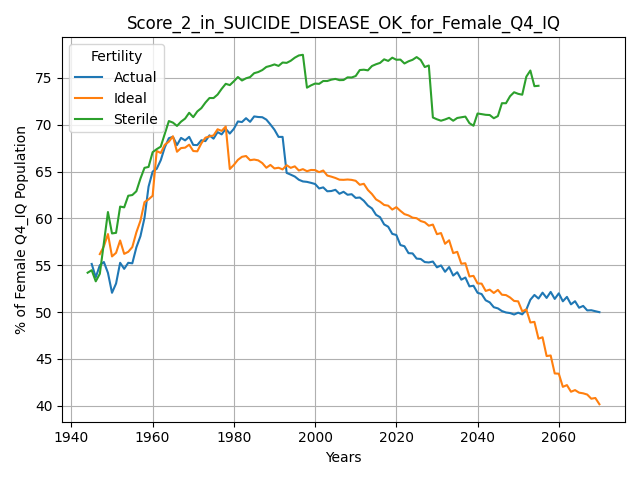 Score_2_in_SUICIDE_DISEASE_OK_for_Female_Q4_IQ
Fertility
Actual
Ideal
Sterile
% of Female Q4_IQ Population
75
70
65
60
55
50
45
40
1940
1960
1980
2000
2020
2040
2060
Years